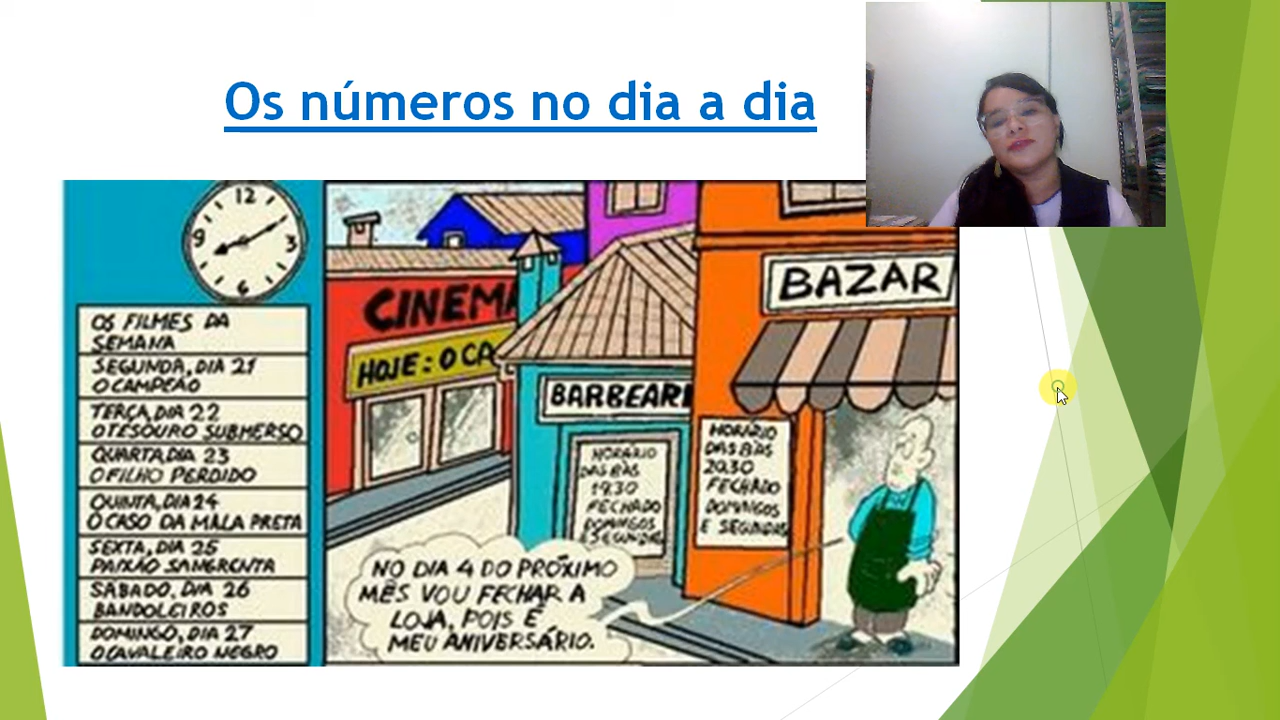 Os números no dia a dia
12
3
6
9
OS FILMES DA
SEMANA
SEGUNDA, DIA 21
O CAMPEÃO
TERÇA, DIA 22
O TESOURO SUBMERSO
QUARTA, DIA 23
O FILHO PERDIDO
QUINTA, DIA 24
O CASO DA MALA PRETA
SEXTA, DIA 25
PAIXÃO SANGRENTA
SÁBADO, DIA 26
BANDOLEIROS
DOMINGO, DIA 27
O CAVALEIRO NEGRO
CINEMA
HOJE: O CA
BARBEARI
HORÁRIO
DAS 8 ÀS
19.30
FECHADO
DOMINGOS
E SEGUNDAS
BAZAR
HORÁRIO
DAS 8 ÀS
20.30
FECHADO
DOMINGOS
E SEGUNDAS
NO DIA 4 DO PRÓXIMO
MÊS VOU FECHAR A
LOJA, POIS É
MEU ANIVERSÁRIO.